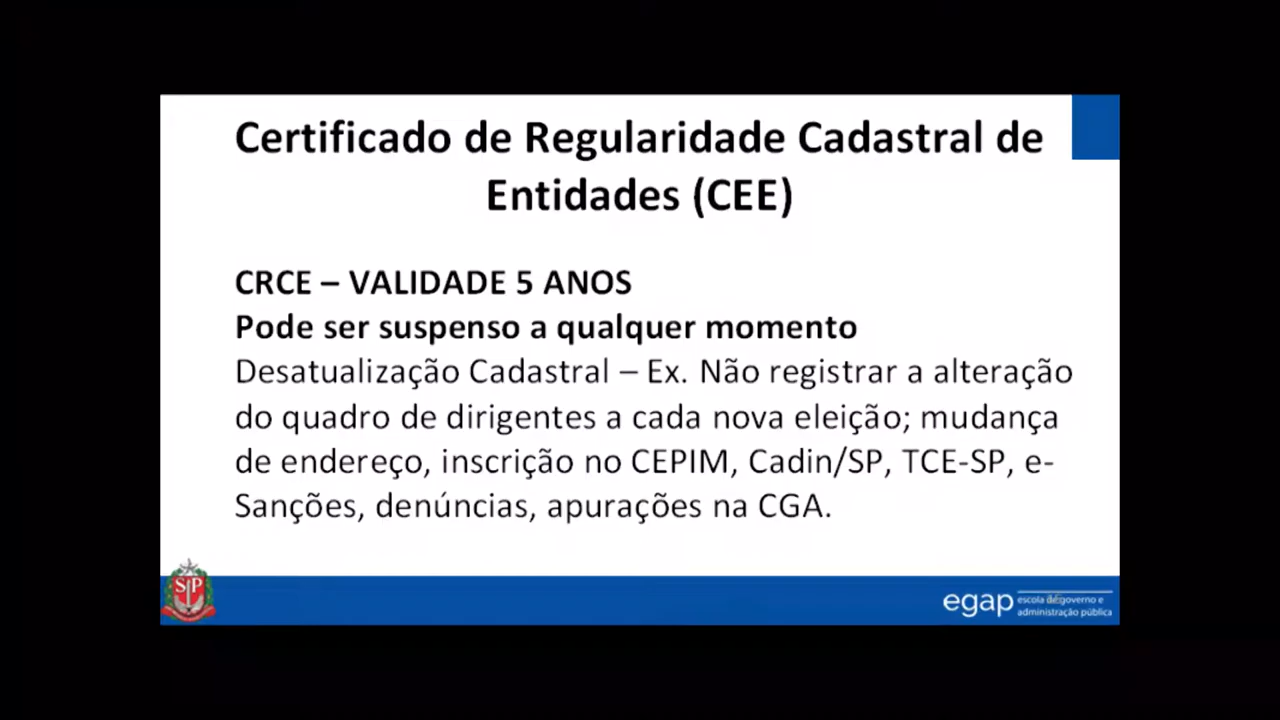 Certificado de Regularidade Cadastral de
Entidades (CEE)
CRCE – VALIDADE 5 ANOS
Pode ser suspenso a qualquer momento
Desatualização Cadastral – Ex. Não registrar a alteração
do quadro de dirigentes a cada nova eleição; mudança
de endereço, inscrição no CEPIM, Cadin/SP, TCE-SP, e-
Sanções, denúncias, apurações na CGA.
SP
egap
escola de governo e
administração pública